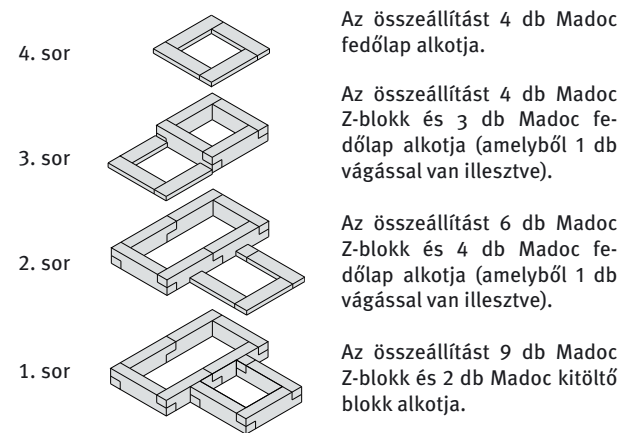 4. sor
Az összeállítást 4 db Madoc
fedőlap alkotja.
3. sor
Az összeállítást 4 db Madoc
Z-blokk és 3 db Madoc fe-
dőlap alkotja (amelyből 1 db
vágással van illesztve).
2. sor
Az összeállítást 6 db Madoc
Z-blokk és 4 db Madoc fe-
dőlap alkotja (amelyből 1 db
vágással van illesztve).
1. sor
Az összeállítást 9 db Madoc
Z-blokk és 2 db Madoc kitöltő
blokk alkotja.